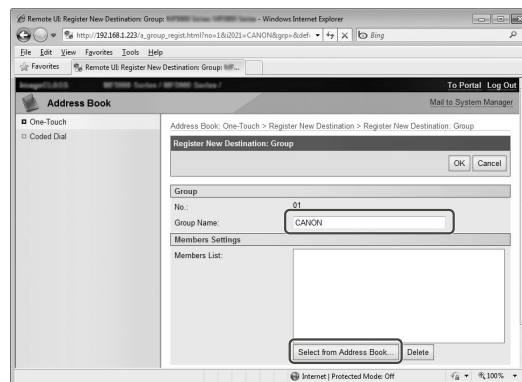 Remote UI: Register New Destination: Group: - Windows Internet Explorer
http://192.168.1.223/a_group_regist.html?no=1&i2021=CANON&grp=&defi
Bing
File Edit View Favorites Tools Help
Favorites Remote UI: Register New Destination: Group:
To Portal Log Out
Address Book Mail to System Manager
One-Touch
Coded Dial
Address Book: One-Touch > Register New Destination > Register New Destination: Group
Register New Destination: Group
OK Cancel
Group
No.: 01
Group Name: CANON
Members Settings
Members List:
Select from Address Book... Delete
Internet | Protected Mode: Off 100%